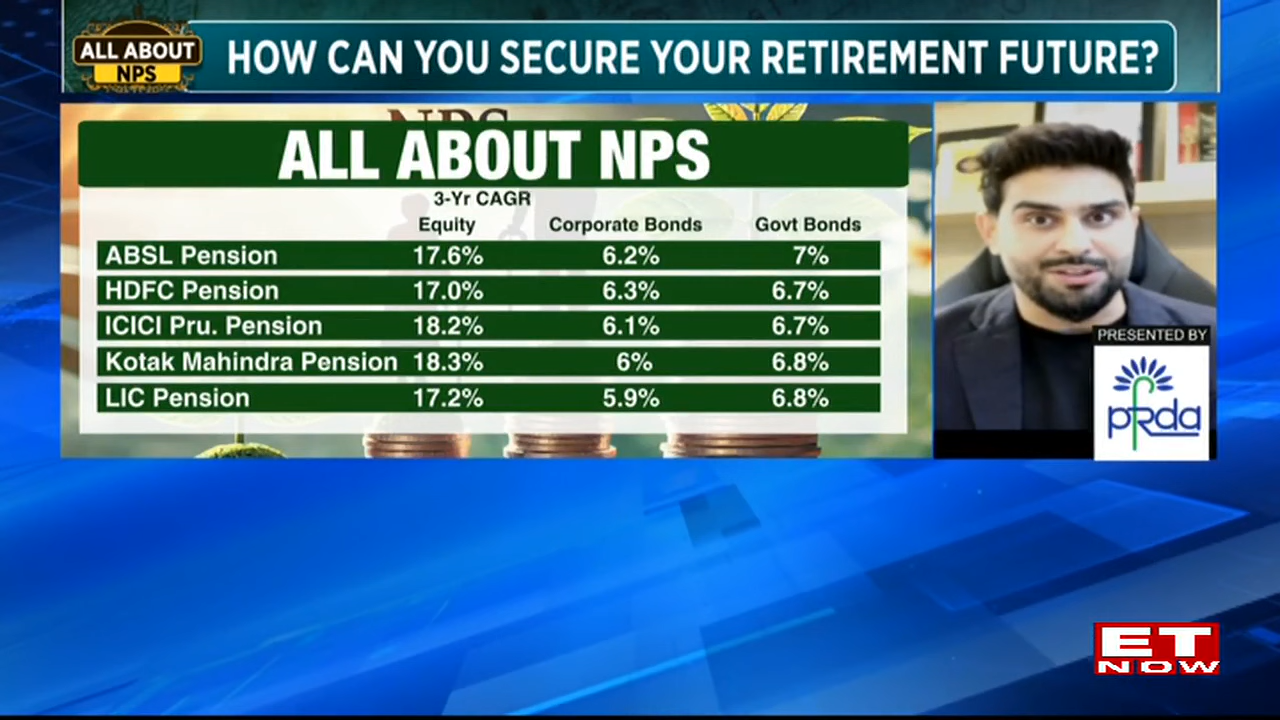 ALL ABOUT
NPS
HOW CAN YOU SECURE YOUR RETIREMENT FUTURE?
NPS
ALL ABOUT NPS
3-Yr CAGR
Equity Corporate Bonds Govt Bonds
ABSL Pension 17.6% 6.2% 7%
HDFC Pension 17.0% 6.3% 6.7%
ICICI Pru. Pension 18.2% 6.1% 6.7%
Kotak Mahindra Pension 18.3% 6% 6.8%
LIC Pension 17.2% 5.9% 6.8%
PRESENTED BY
pfrda
ET
NOW